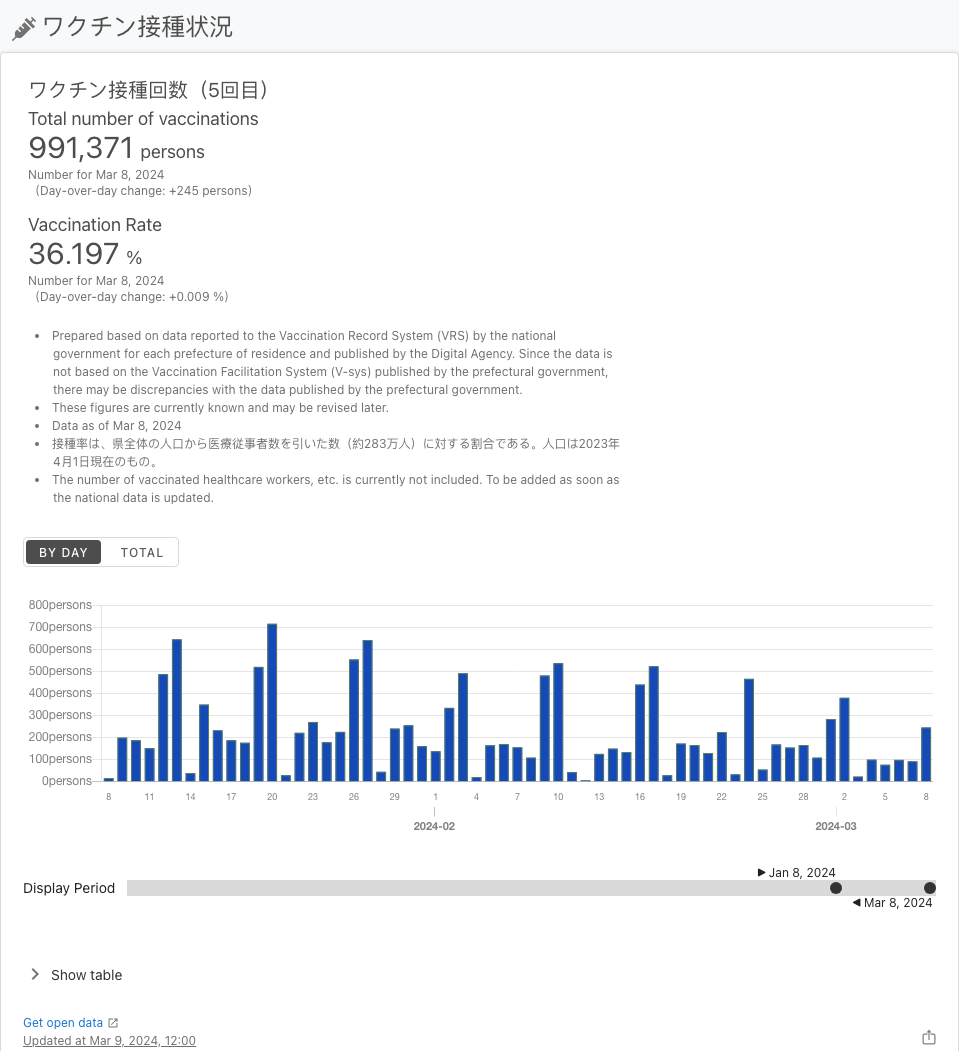 ワクチン接種状況
ワクチン接種回数（5回目）
Total number of vaccinations
991,371 persons
Number for Mar 8, 2024
（Day-over-day change: +245 persons）
Vaccination Rate
36.197 %
Number for Mar 8, 2024
（Day-over-day change: +0.009 %）
• Prepared based on data reported to the Vaccination Record System (VRS) by the national
government for each prefecture of residence and published by the Digital Agency. Since the data is
not based on the Vaccination Facilitation System (V-sys) published by the prefectural government,
there may be discrepancies with the data published by the prefectural government.
• These figures are currently known and may be revised later.
• Data as of Mar 8, 2024
• 接種率は、県全体の人口から医療従事者数を引いた数（約283万人）に対する割合である。人口は2023年
4月1日現在のもの。
• The number of vaccinated healthcare workers, etc. is currently not included. To be added as soon as
the national data is updated.
BY DAY TOTAL
800persons
700persons
600persons
500persons
400persons
300persons
200persons
100persons
0persons
8 11 14 17 20 23 26 29 1 4 7 10 13 16 19 22 25 28 2 5 8
2024-02 2024-03
Jan 8, 2024
Display Period
Mar 8, 2024
Show table
Get open data
Updated at Mar 9, 2024, 12:00